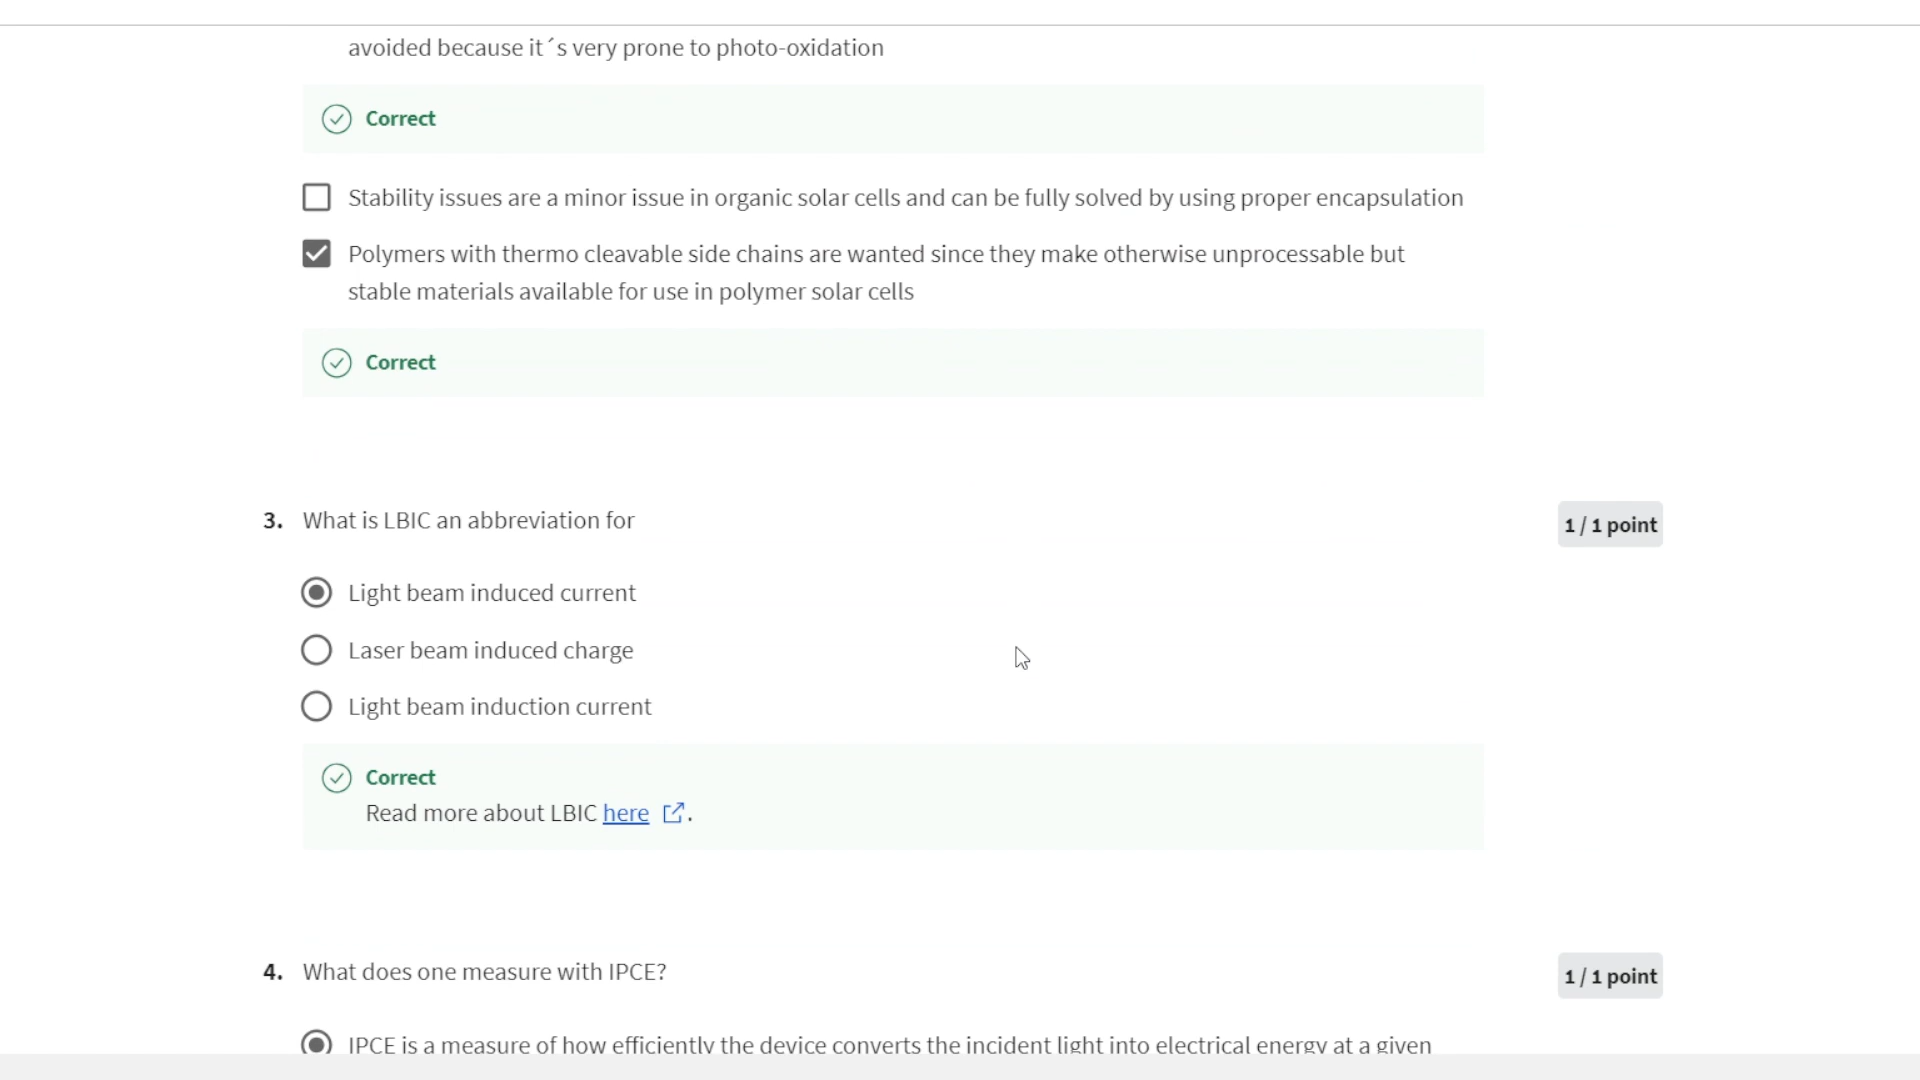 avoided because it´s very prone to photo-oxidation
Correct
Stability issues are a minor issue in organic solar cells and can be fully solved by using proper encapsulation
Polymers with thermo cleavable side chains are wanted since they make otherwise unprocessable but
stable materials available for use in polymer solar cells
Correct
3. What is LBIC an abbreviation for
1 / 1 point
Light beam induced current
Laser beam induced charge
Light beam induction current
Correct
Read more about LBIC here .
4. What does one measure with IPCE?
1 / 1 point
IPCE is a measure of how efficiently the device converts the incident light into electrical energy at a given